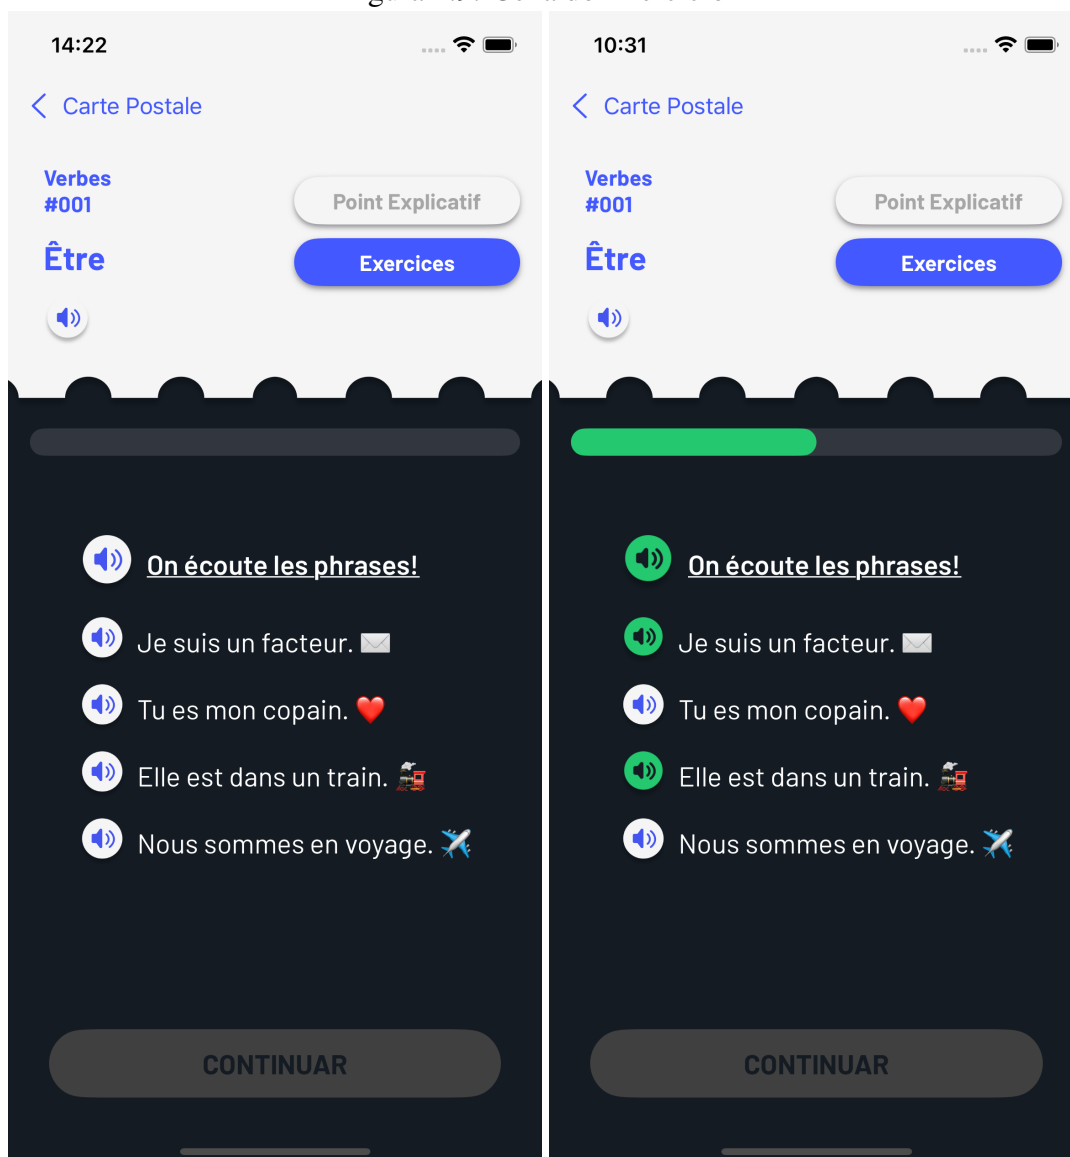 14:22
Carte Postale
Verbes
#001
Point Explicatif
Être
Exercices
On écoute les phrases!
Je suis un facteur. ✉️
Tu es mon copain. ❤️
Elle est dans un train. 🚂
Nous sommes en voyage. ✈️
CONTINUAR
10:31
Carte Postale
Verbes
#001
Point Explicatif
Être
Exercices
On écoute les phrases!
Je suis un facteur. ✉️
Tu es mon copain. ❤️
Elle est dans un train. 🚂
Nous sommes en voyage. ✈️
CONTINUAR